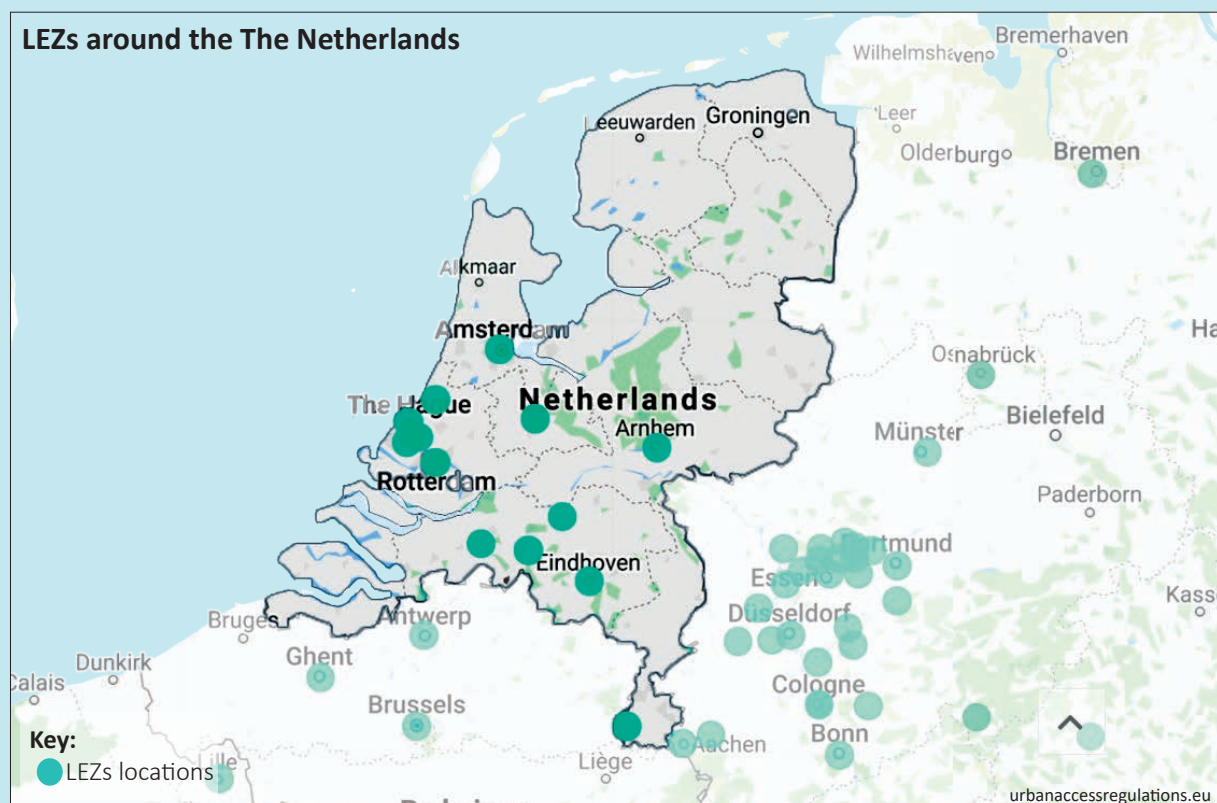 LEZs around the The Netherlands
Bremerhaven
Wilhelmshaven
Leeuwarden
Groningen
Leer
Oldenburg
Bremen
Alkmaar
Amsterdam
Osnabrück
The Hague
Netherlands
Bielefeld
Arnhem
Münster
Rotterdam
Paderborn
Dortmund
Eindhoven
Essen
Kass
Düsseldorf
Bruges
Antwerp
Ghent
Dunkirk
Calais
Cologne
Brussels
Bonn
Aachen
Key:
LEZs locations
Lille
Liège
urbanaccessregulations.eu